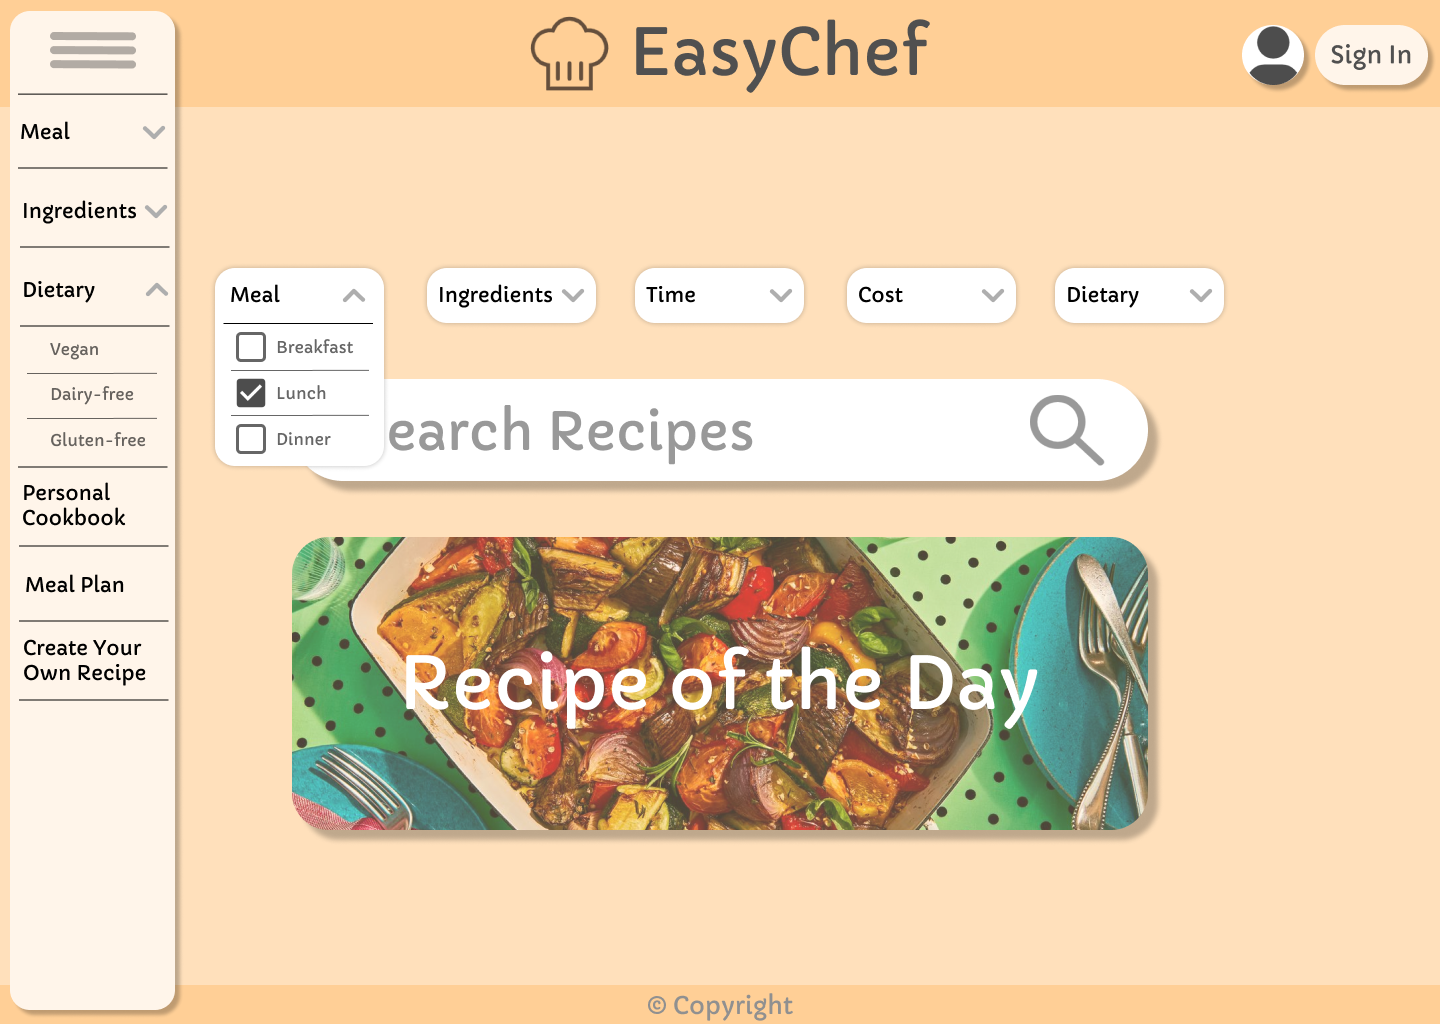 EasyChef
Sign In
Meal
Ingredients
Dietary
Vegan
Dairy-free
Gluten-free
Personal
Cookbook
Meal Plan
Create Your
Own Recipe
Meal
Breakfast
Lunch
Dinner
Ingredients
Time
Cost
Dietary
earch Recipes
Recipe of the Day
© Copyright